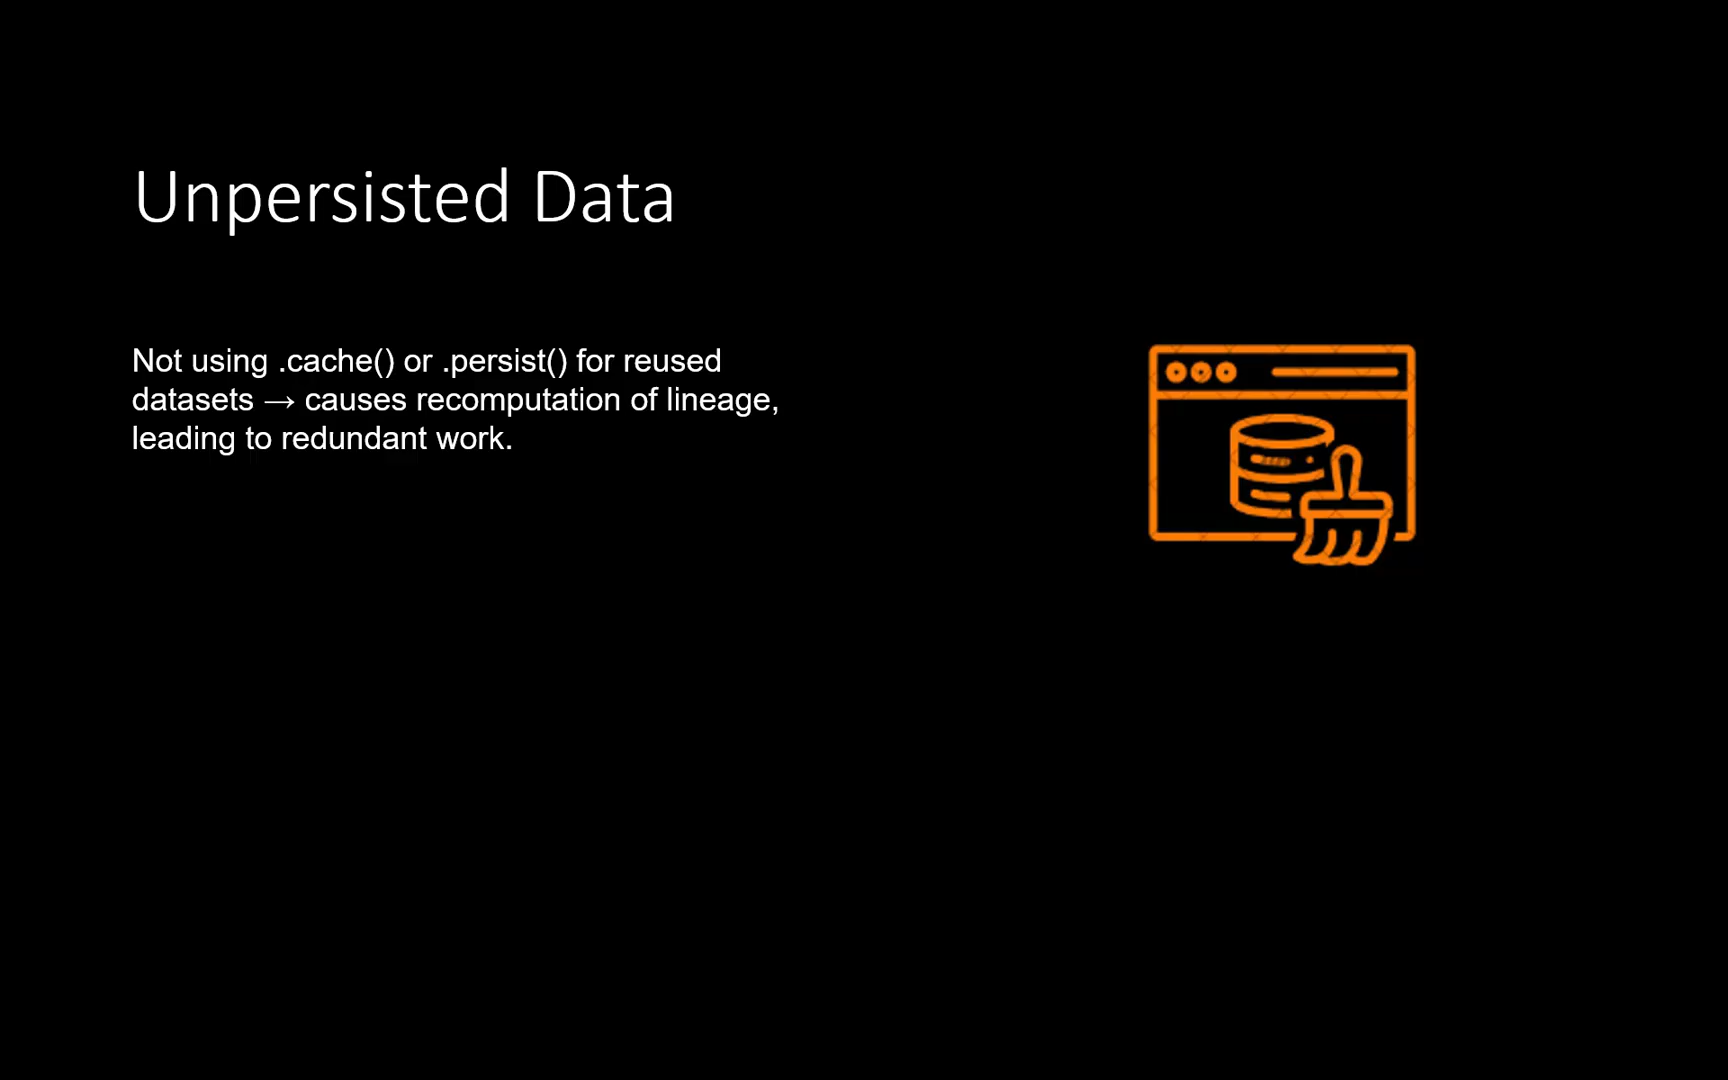 Unpersisted Data
Not using .cache() or .persist() for reused
datasets → causes recomputation of lineage,
leading to redundant work.